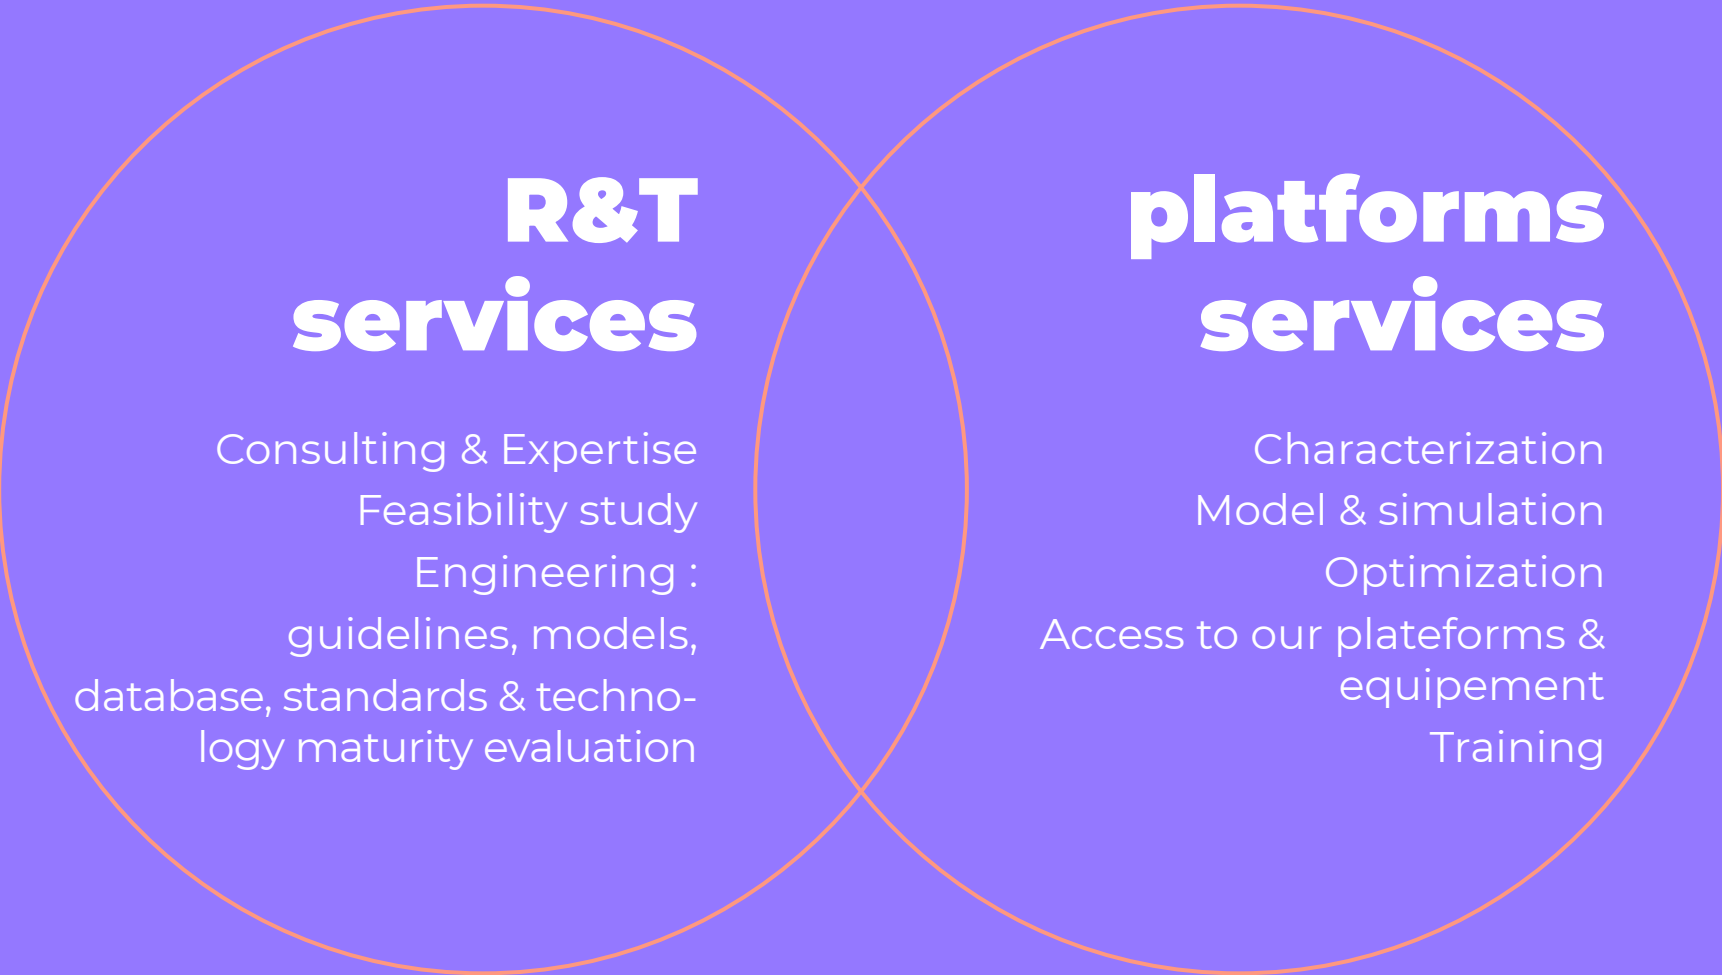 R&T
services
Consulting & Expertise
Feasibility study
Engineering :
guidelines, models,
database, standards & techno-
logy maturity evaluation
platforms
services
Characterization
Model & simulation
Optimization
Access to our plateforms &
equipement
Training